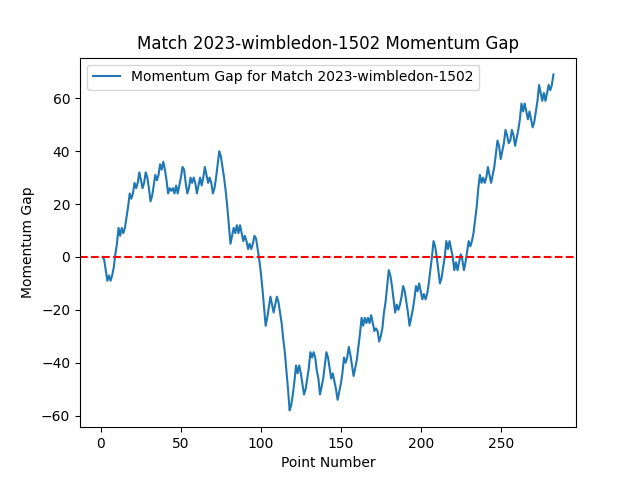 Match 2023-wimbledon-1502 Momentum Gap
Momentum Gap for Match 2023-wimbledon-1502
60
40
20
0
−20
−40
−60
Momentum Gap
0 50 100 150 200 250
Point Number